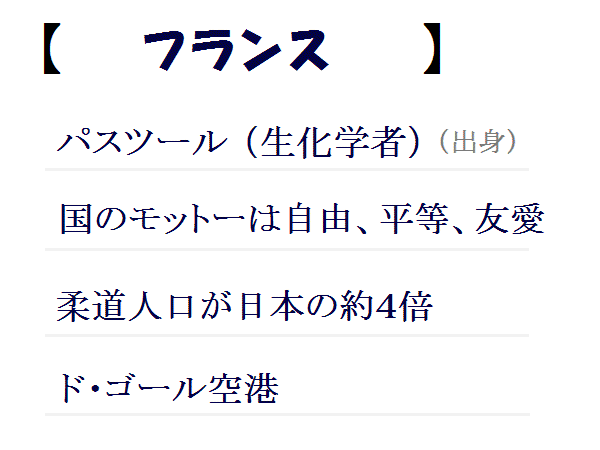 【 フランス 】
パスツール（生化学者）（出身）
国のモットーは自由、平等、友愛
柔道人口が日本の約4倍
ド・ゴール空港